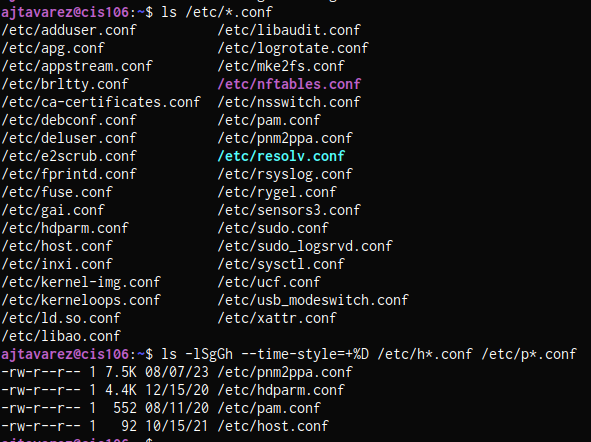 ajtavarez@cis106:~$ ls /etc/*.conf
/etc/adduser.conf /etc/libaudit.conf
/etc/apg.conf /etc/logrotate.conf
/etc/appstream.conf /etc/mke2fs.conf
/etc/brltty.conf /etc/nftables.conf
/etc/ca-certificates.conf /etc/nsswitch.conf
/etc/debconf.conf /etc/pam.conf
/etc/deluser.conf /etc/pnm2ppa.conf
/etc/e2scrub.conf /etc/resolv.conf
/etc/fprintd.conf /etc/rsyslog.conf
/etc/fuse.conf /etc/rygel.conf
/etc/gai.conf /etc/sensors3.conf
/etc/hdparm.conf /etc/sudo.conf
/etc/host.conf /etc/sudo_logsrvd.conf
/etc/inxi.conf /etc/sysctl.conf
/etc/kernel-img.conf /etc/ucf.conf
/etc/kerneloops.conf /etc/usb_modeswitch.conf
/etc/ld.so.conf /etc/xattr.conf
/etc/libao.conf
ajtavarez@cis106:~$ ls -lSgGh --time-style=+%D /etc/h*.conf /etc/p*.conf
-rw-r--r-- 1 7.5K 08/07/23 /etc/pnm2ppa.conf
-rw-r--r-- 1 4.4K 12/15/20 /etc/hdparm.conf
-rw-r--r-- 1 552 08/11/20 /etc/pam.conf
-rw-r--r-- 1 92 10/15/21 /etc/host.conf